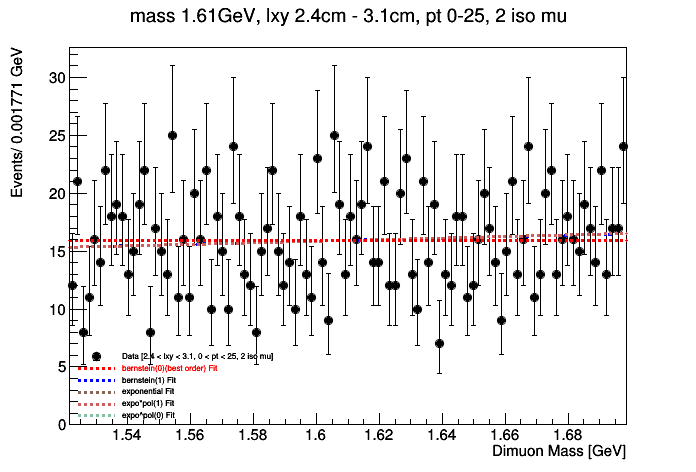 mass 1.61GeV, lxy 2.4cm - 3.1cm, pt 0-25, 2 iso mu
Events/ 0.001771 GeV
30
25
20
15
10
5
0
Data [2.4 < lxy < 3.1, 0 < pt < 25, 2 iso mu]
bernstein(0)(best order) Fit
bernstein(1) Fit
exponential Fit
expo*pol(1) Fit
expo*pol(0) Fit
1.54 1.56 1.58 1.6 1.62 1.64 1.66 1.68
Dimuon Mass [GeV]